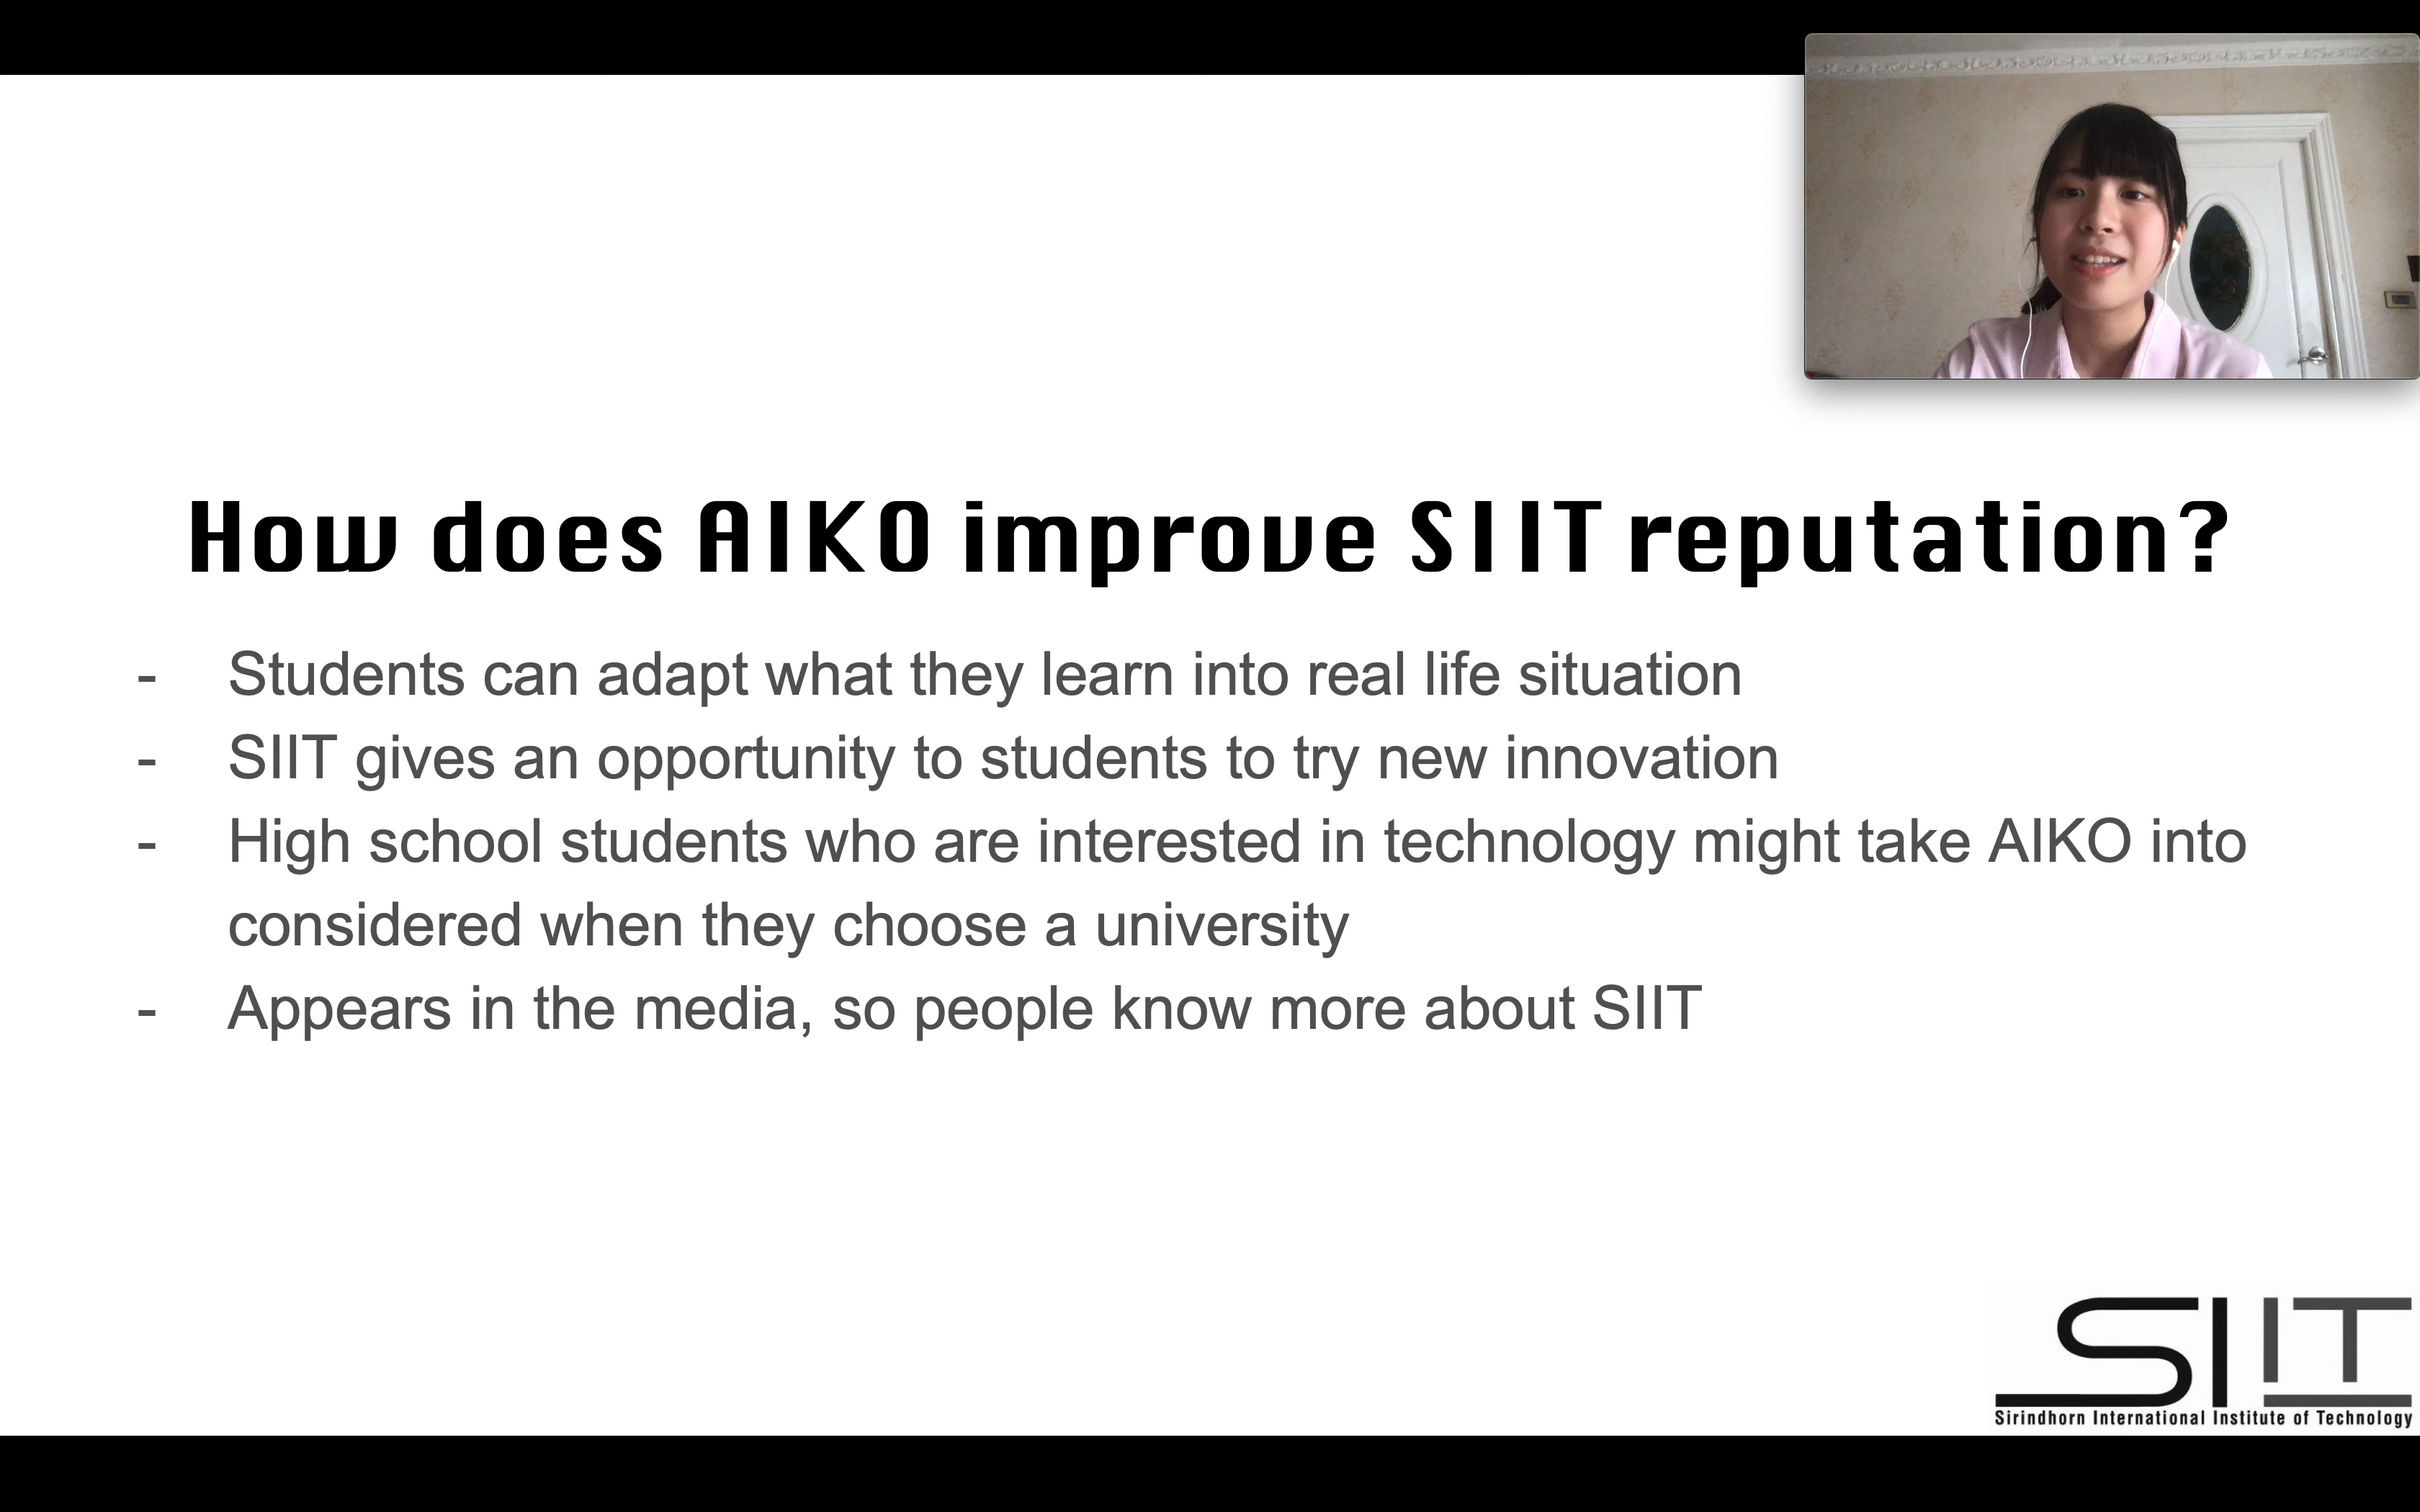 How does AIKO improve SIIT reputation?
- Students can adapt what they learn into real life situation
- SIIT gives an opportunity to students to try new innovation
- High school students who are interested in technology might take AIKO into
considered when they choose a university
- Appears in the media, so people know more about SIIT
SIIT
Sirindhorn International Institute of Technology